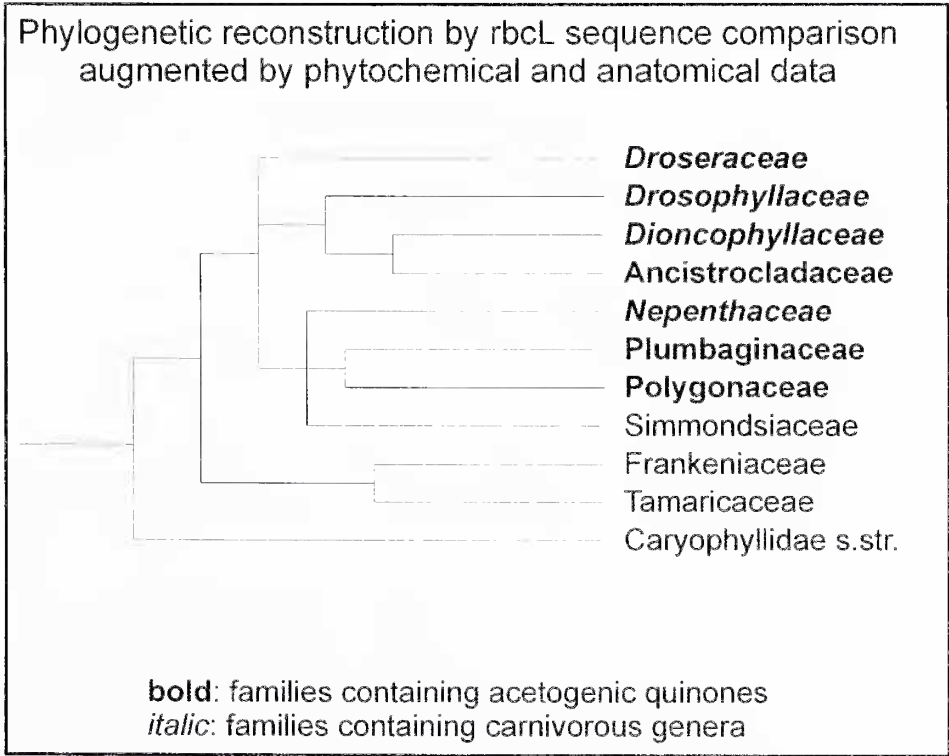 Phylogenetic reconstruction by rbcL sequence comparison
augmented by phytochemical and anatomical data
Droseraceae
Drosophyllaceae
Dioncophyllaceae
Ancistrocladaceae
Nepenthaceae
Plumbaginaceae
Polygonaceae
Simmondsiaceae
Frankeniaceae
Tamaricaceae
Caryophyllidae s.str.
bold: families containing acetogenic quinones
italic: families containing carnivorous genera